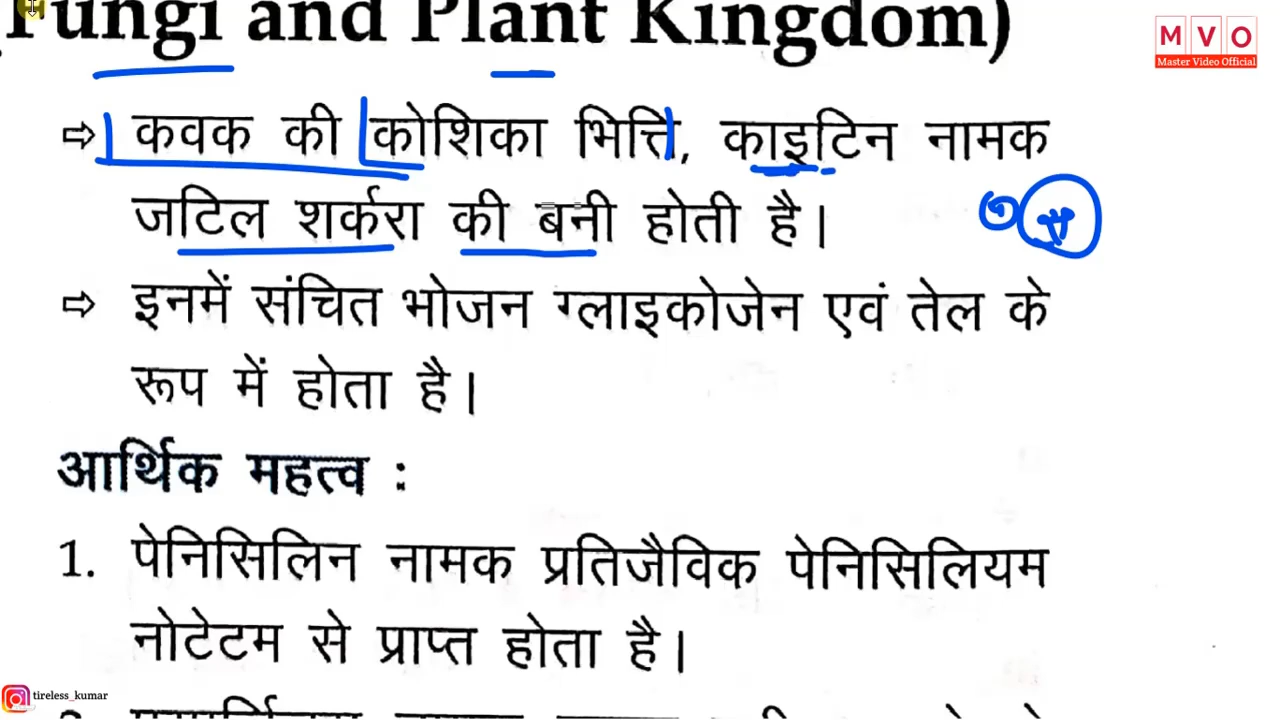 (Fungi and Plant Kingdom)
M V O
Master Video Official
⇨ कवक की कोशिका भित्ति, काइटिन नामक
जटिल शर्करा की बनी होती है।
⇨ इनमें संचित भोजन ग्लाइकोजेन एवं तेल के
रूप में होता है।
आर्थिक महत्व :
1. पेनिसिलिन नामक प्रतिजैविक पेनिसिलियम
नोटेटम से प्राप्त होता है।
tireless_kumar